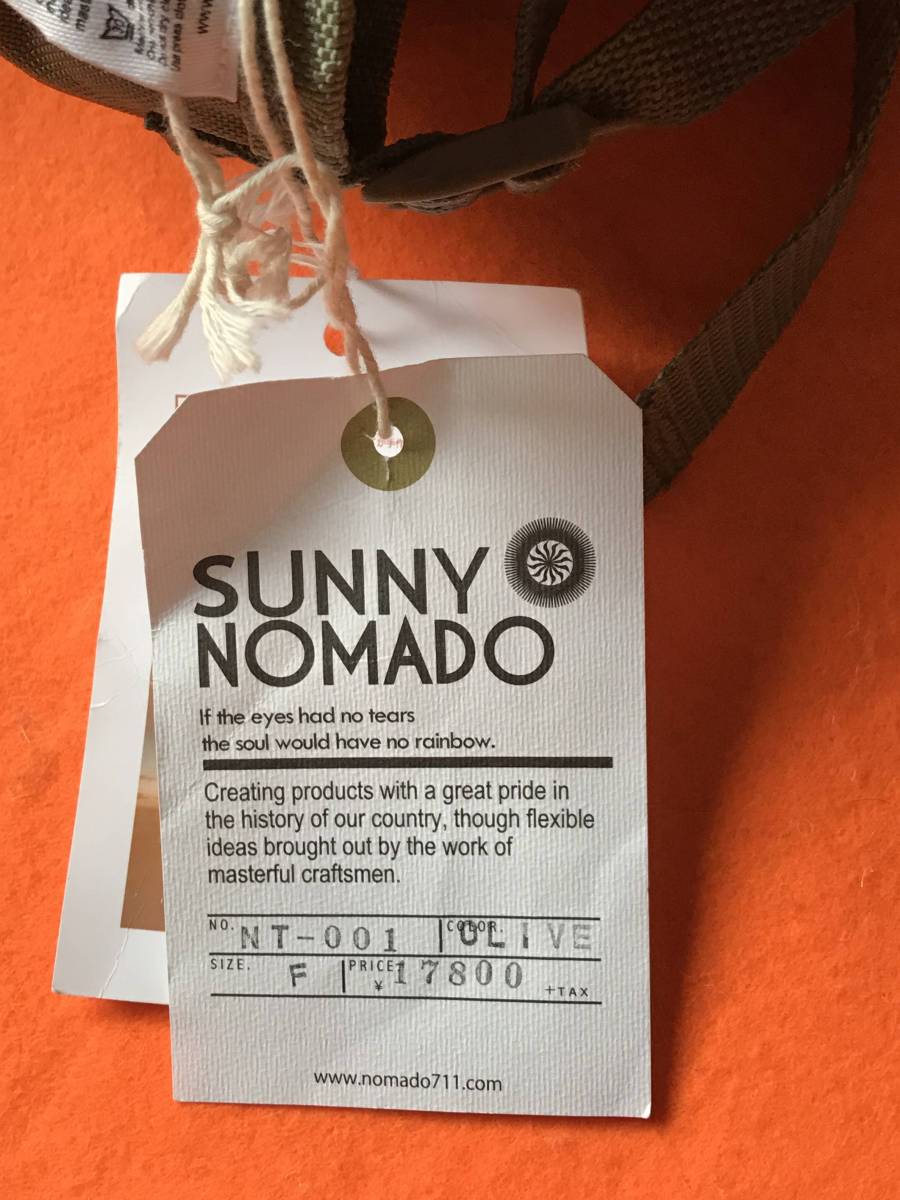 www
SUNNY
NOMADO
If the eyes had no tears
the soul would have no rainbow.
Creating products with a great pride in
the history of our country, though flexible
ideas brought out by the work of
masterful craftsmen.
NO. NT-001 COLOR. OLIVE
SIZE. F PRICE. ¥17800 +TAX
www.nomado711.com